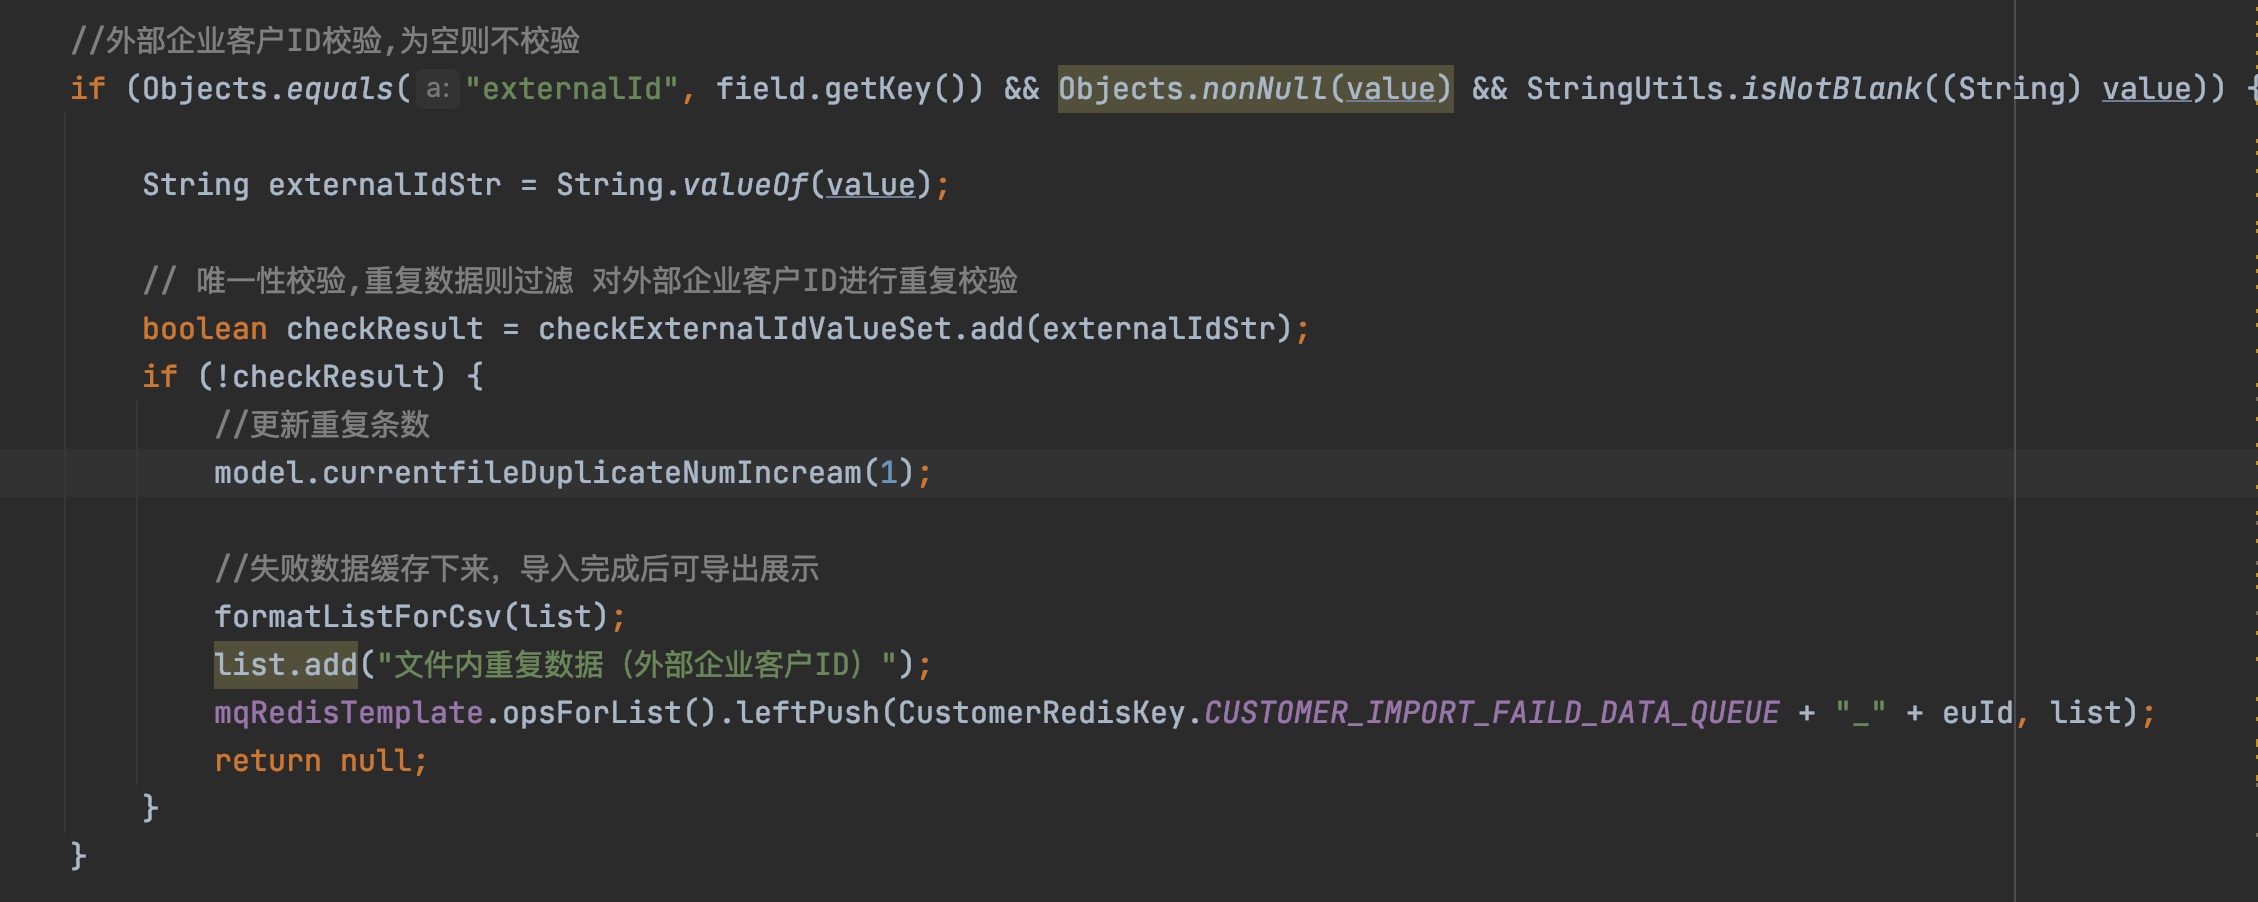 //外部企业客户ID校验,为空则不校验
if (Objects.equals( a: "externalId", field.getKey()) && Objects.nonNull(value) && StringUtils.isNotBlank((String) value)) {
String externalIdStr = String.valueOf(value);
// 唯一性校验,重复数据则过滤 对外部企业客户ID进行重复校验
boolean checkResult = checkExternalIdValueSet.add(externalIdStr);
if (!checkResult) {
//更新重复条数
model.currentfileDuplicateNumIncream(1);
//失败数据缓存下来，导入完成后可导出展示
formatListForCsv(list);
list.add("文件内重复数据（外部企业客户ID）");
mqRedisTemplate.opsForList().leftPush(CustomerRedisKey.CUSTOMER_IMPORT_FAILD_DATA_QUEUE + "_" + euId, list);
return null;
}
}